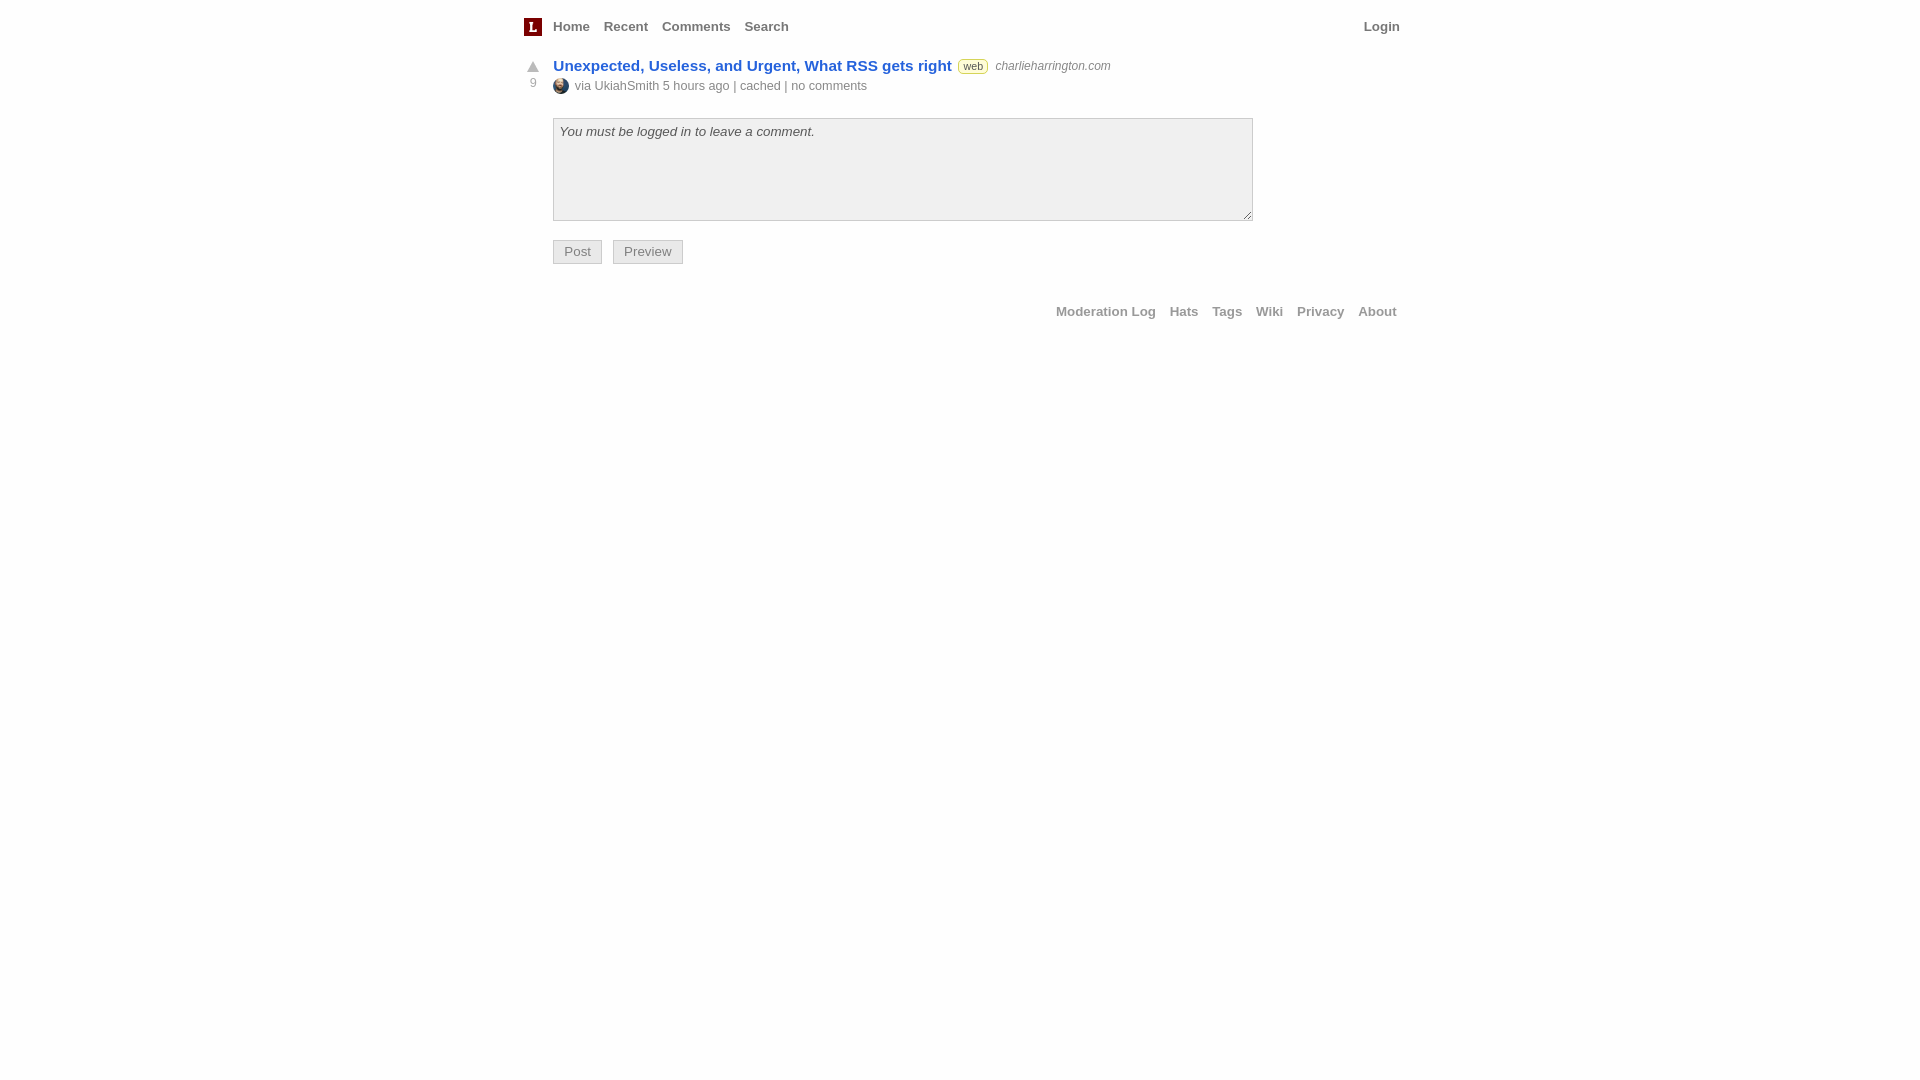 L Home Recent Comments Search Login
9
Unexpected, Useless, and Urgent, What RSS gets right web charlieharrington.com
via UkiahSmith 5 hours ago | cached | no comments
You must be logged in to leave a comment.
Post Preview
Moderation Log Hats Tags Wiki Privacy About